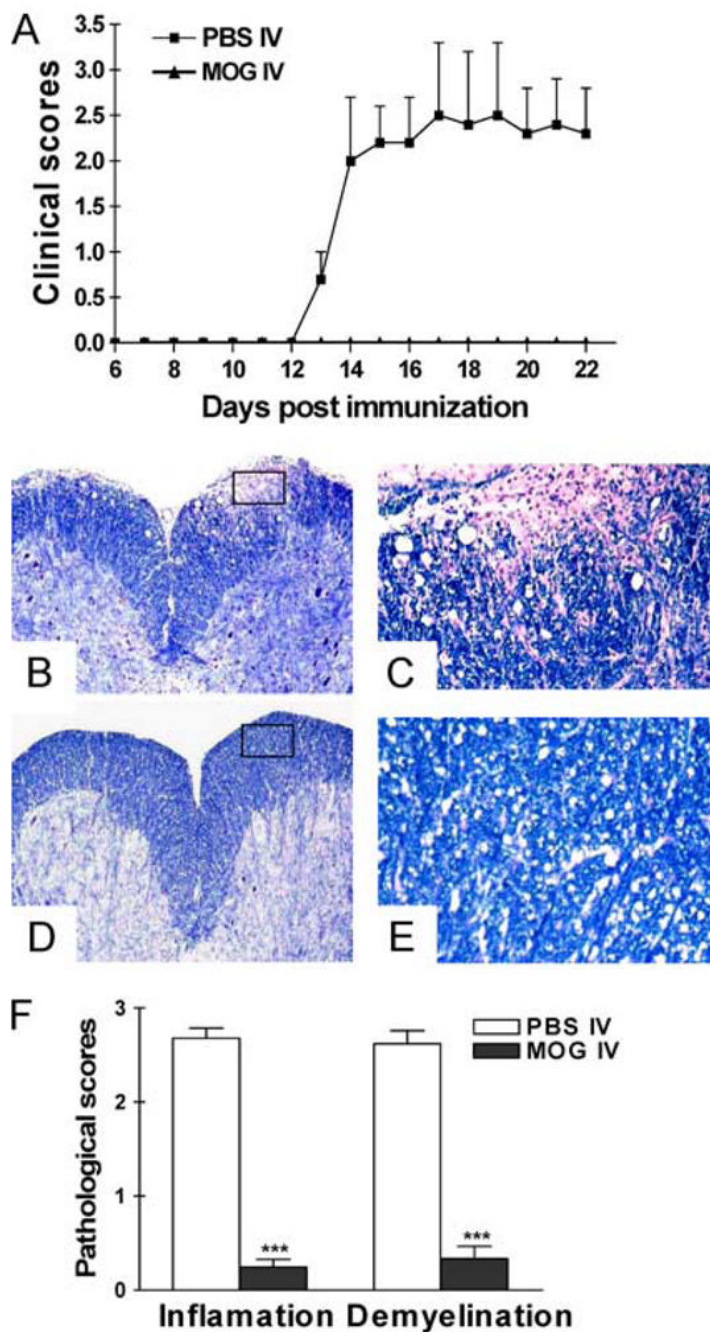 A
PBS IV
MOG IV
Clinical scores
3.5
3.0
2.5
2.0
1.5
1.0
0.5
0.0
6 8 10 12 14 16 18 20 22
Days post immunization
B
C
D
E
F
PBS IV
MOG IV
Pathological scores
3
2
1
0
***
***
Inflamation Demyelination